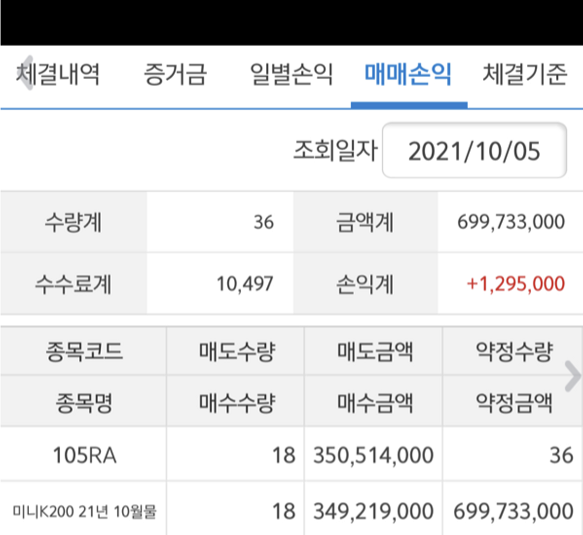 체결내역 증거금 일별손익 매매손익 체결기준
조회일자 2021/10/05
수량계 36 금액계 699,733,000
수수료계 10,497 손익계 +1,295,000
종목코드 매도수량 매도금액 약정수량
종목명 매수수량 매수금액 약정금액
105RA 18 350,514,000 36
미니K200 21년 10월물 18 349,219,000 699,733,000